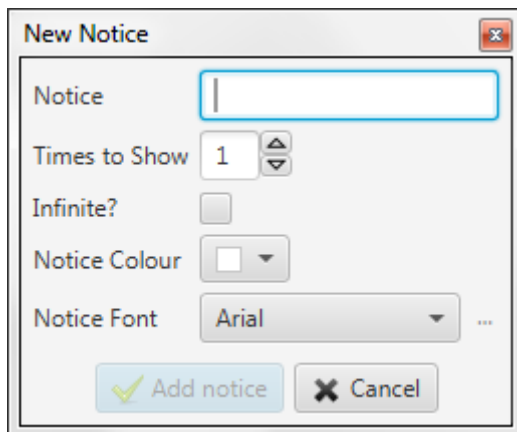 New Notice
Notice
Times to Show 1
Infinite?
Notice Colour
Notice Font Arial ...
Add notice Cancel